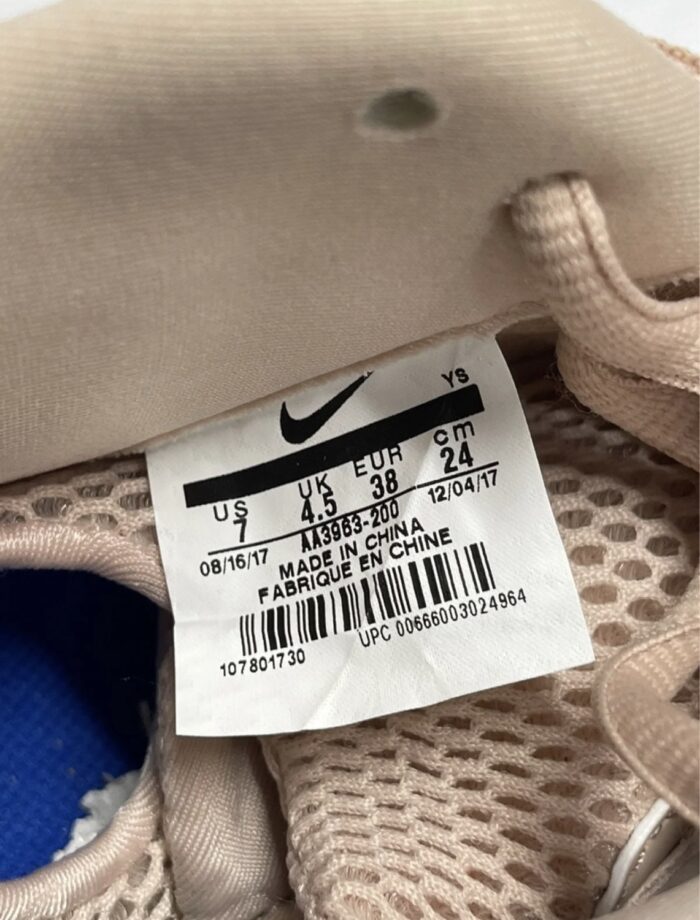 YS
US UK EUR cm
7 4.5 38 24
08/16/17 AA3963-200 12/04/17
MADE IN CHINA
FABRIQUE EN CHINE
107801730 UPC 00666003024964